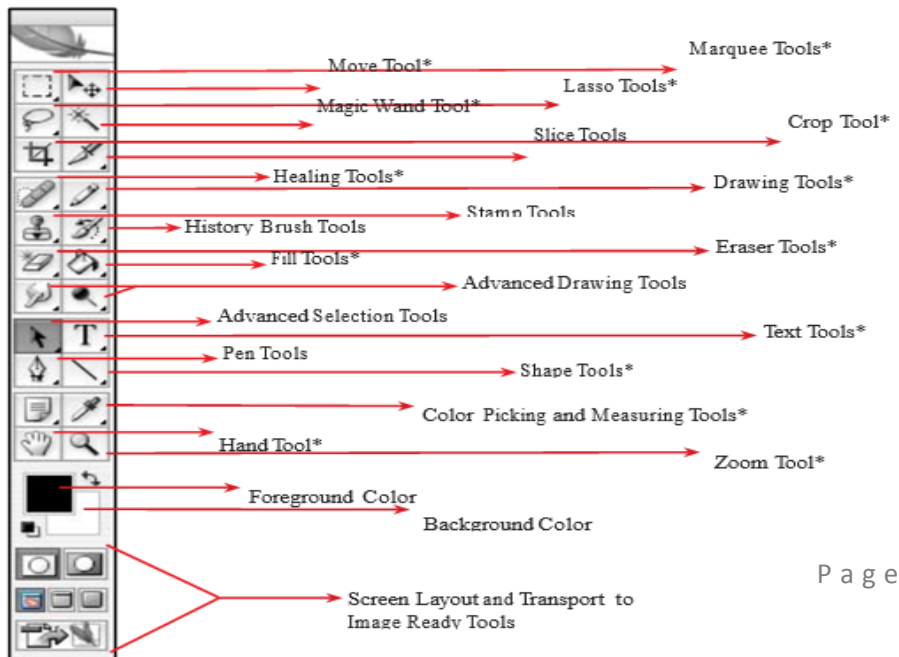 Marquee Tools*
Move Tool*
Lasso Tools*
Magic Wand Tool*
Crop Tool*
Slice Tools
Healing Tools*
Drawing Tools*
Stamp Tools
History Brush Tools
Eraser Tools*
Fill Tools*
Advanced Drawing Tools
Advanced Selection Tools
T
Text Tools*
Pen Tools
Shape Tools*
Color Picking and Measuring Tools*
Hand Tool*
Zoom Tool*
Foreground Color
Background Color
Page
Screen Layout and Transport to
Image Ready Tools